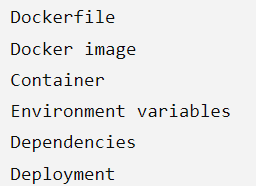 Dockerfile
Docker image
Container
Environment variables
Dependencies
Deployment